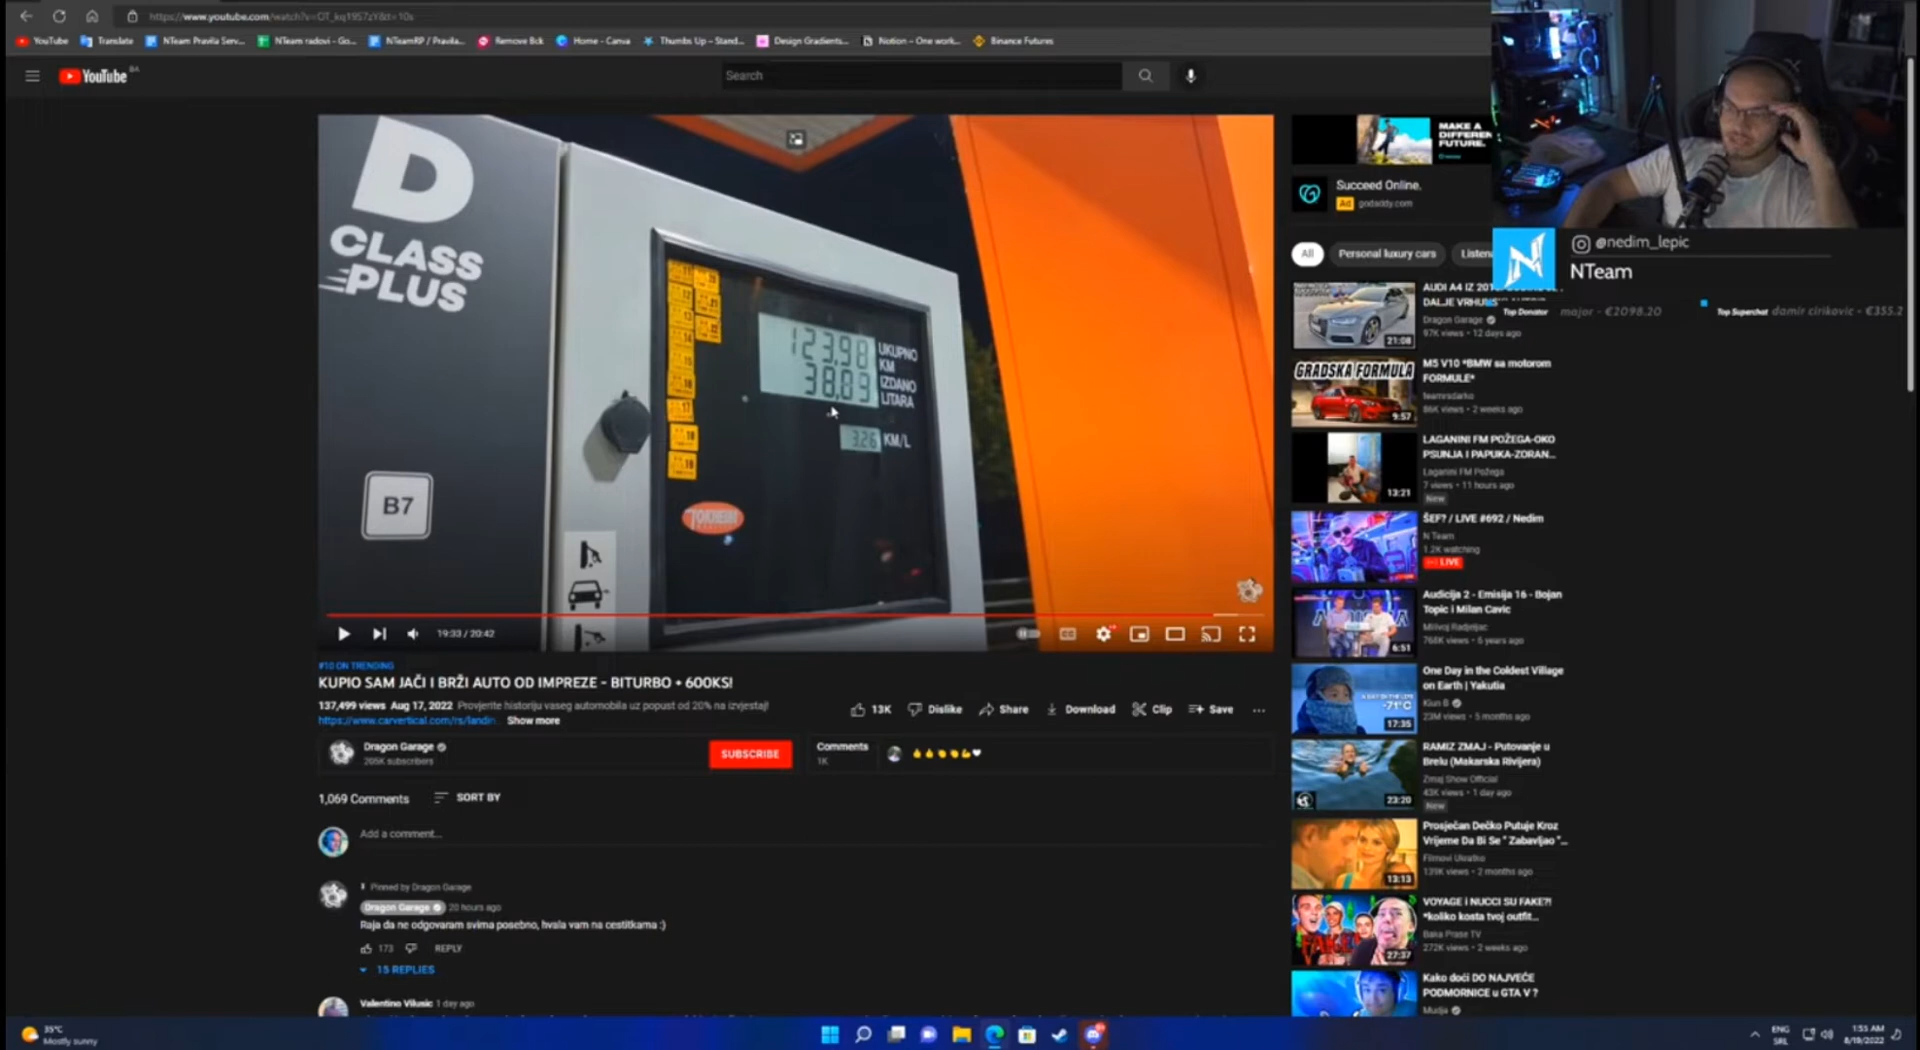 https://www.youtube.com/watch?v=OT_kq19S7zY&t=10s
YouTube
Translate
NTeam Pravila Serv...
NTeam radovi - Go...
NTeamRP / Pravila...
Remove Bck
Home - Canva
Thumbs Up – Stand...
Design Gradients...
Notion – One work...
Binance Futures
YouTube BA
Search
D
CLASS
PLUS
B7
123.98
UKUPNO
KM
38.03
IZDANO
LITARA
3.26 KM/L
TOKHEIM
19:33 / 20:42
MAKE A
DIFFEREN
FUTURE.
Succeed Online.
Ad godaddy.com
@nedim_lepic
NTeam
Top Donator major - €2098.20
Top Superchat damir cirikovic - €355.2
All
Personal luxury cars
Listen
AUDI A4 IZ 201
DALJE VRHUNS
Dragon Garage
97K views • 12 days ago
21:08
GRADSKA FORMULA
M5 V10 *BMW sa motorom
FORMULE*
teamrsdarko
86K views • 2 weeks ago
9:57
LAGANINI FM POŽEGA-OKO
PSUNJA I PAPUKA-ZORAN...
Laganini FM Požega
7 views • 11 hours ago
New
13:21
ŠEF? / LIVE #692 / Nedim
N Team
1.2K watching
LIVE
Audicija 2 - Emisija 16 - Bojan
Topic i Milan Cavic
Milivoj Radjeljac
768K views • 6 years ago
6:51
One Day in the Coldest Village
on Earth | Yakutia
Kiun B
23M views • 5 months ago
-71°C
17:35
RAMIZ ZMAJ - Putovanje u
Brelu (Makarska Rivijera)
Zmaj Show Official
43K views • 1 day ago
New
23:20
Prosječan Dečko Putuje Kroz
Vrijeme Da Bi Se " Zabavljao "...
Filmovi Ukratko
139K views • 2 months ago
13:13
VOYAGE i NUCCI SU FAKE?!
*koliko kosta tvoj outfit...
Baka Prase TV
272K views • 2 weeks ago
FAKE
27:37
Kako doći DO NAJVEĆE
PODMORNICE u GTA V ?
Mudja
#10 ON TRENDING
KUPIO SAM JAČI I BRŽI AUTO OD IMPREZE - BITURBO + 600KS!
137,499 views Aug 17, 2022 Provjerite historiju vaseg automobila uz popust od 20% na izvjestaj!
https://www.carvertical.com/rs/landin... Show more
13K
Dislike
Share
Download
Clip
Save
Dragon Garage
205K subscribers
SUBSCRIBE
Comments
1K
1,069 Comments
SORT BY
Add a comment...
Pinned by Dragon Garage
Dragon Garage 20 hours ago
Raja da ne odgovaram svima posebno, hvala vam na cestitkama :)
173
REPLY
15 REPLIES
Valentino Vilusic 1 day ago
35°C
Mostly sunny
ENG
SRL
1:53 AM
8/19/2022